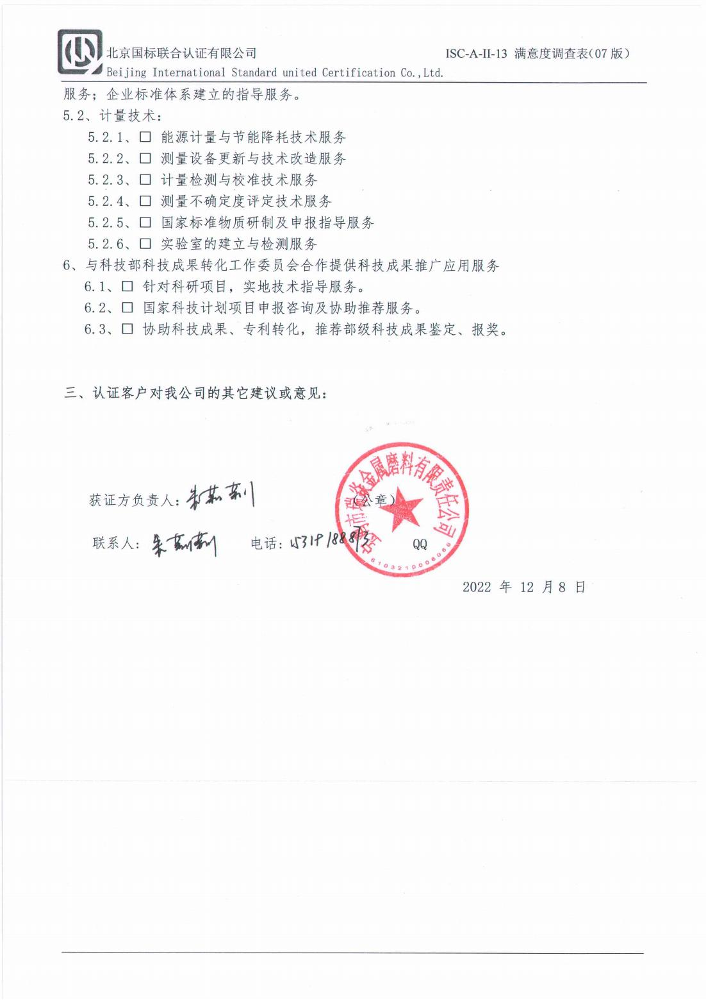 北京国标联合认证有限公司 ISC-A-II-13 满意度调查表(07版)
Beijing International Standard united Certification Co.,Ltd.
服务；企业标准体系建立的指导服务。
5.2、计量技术：
5.2.1、□ 能源计量与节能降耗技术服务
5.2.2、□ 测量设备更新与技术改造服务
5.2.3、□ 计量检测与校准技术服务
5.2.4、□ 测量不确定度评定技术服务
5.2.5、□ 国家标准物质研制及申报指导服务
5.2.6、□ 实验室的建立与检测服务
6、与科技部科技成果转化工作委员会合作提供科技成果推广应用服务
6.1、□ 针对科研项目，实地技术指导服务。
6.2、□ 国家科技计划项目申报咨询及协助推荐服务。
6.3、□ 协助科技成果、专利转化，推荐部级科技成果鉴定、报奖。
三、认证客户对我公司的其它建议或意见：
金属磨料有限责任公司
获证方负责人：朱 （公章）
联系人：朱 电话： QQ
6103210006066
2022 年 12 月 8 日